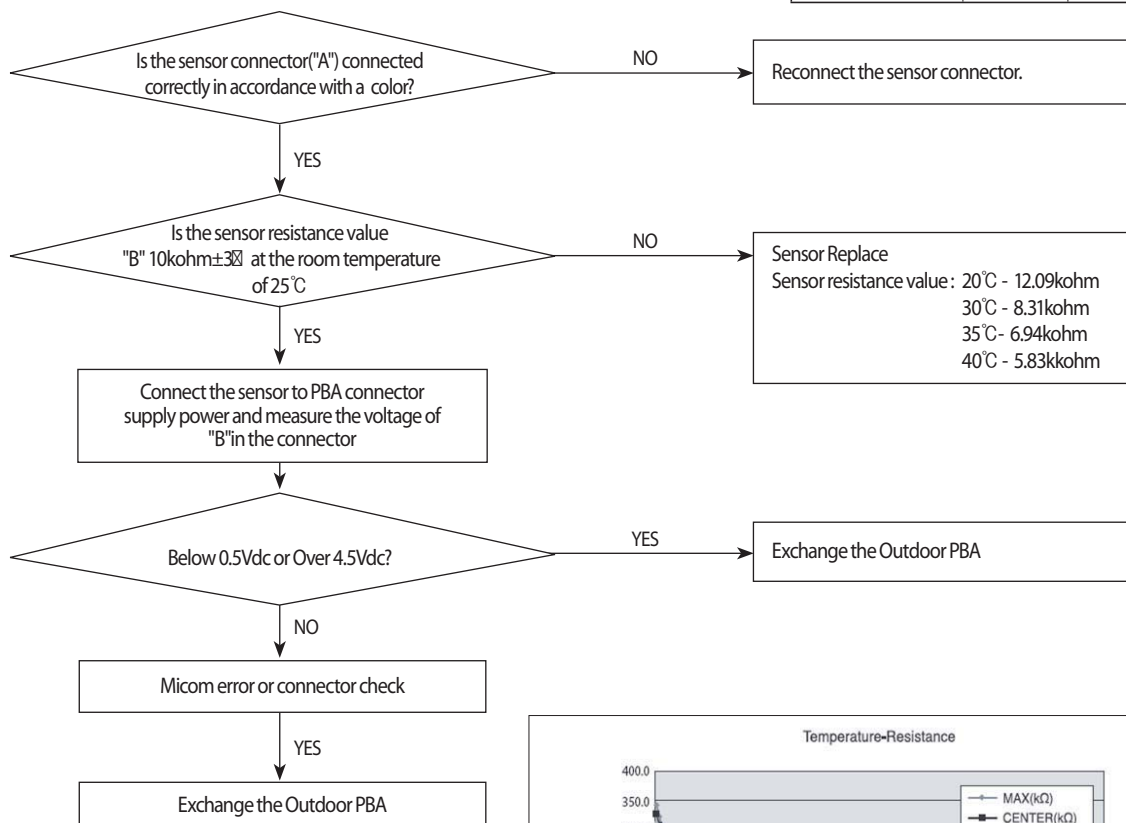 Is the sensor connector("A") connected
correctly in accordance with a color?
NO
Reconnect the sensor connector.
YES
Is the sensor resistance value
"B" 10kohm±3 at the room temperature
of 25℃
NO
Sensor Replace
Sensor resistance value : 20℃ - 12.09kohm
30℃ - 8.31kohm
35℃ - 6.94kohm
40℃ - 5.83kkohm
YES
Connect the sensor to PBA connector
supply power and measure the voltage of
"B"in the connector
Below 0.5Vdc or Over 4.5Vdc?
YES
Exchange the Outdoor PBA
NO
Micom error or connector check
YES
Exchange the Outdoor PBA
Temperature-Resistance
400.0
350.0
MAX(kΩ)
CENTER(kΩ)